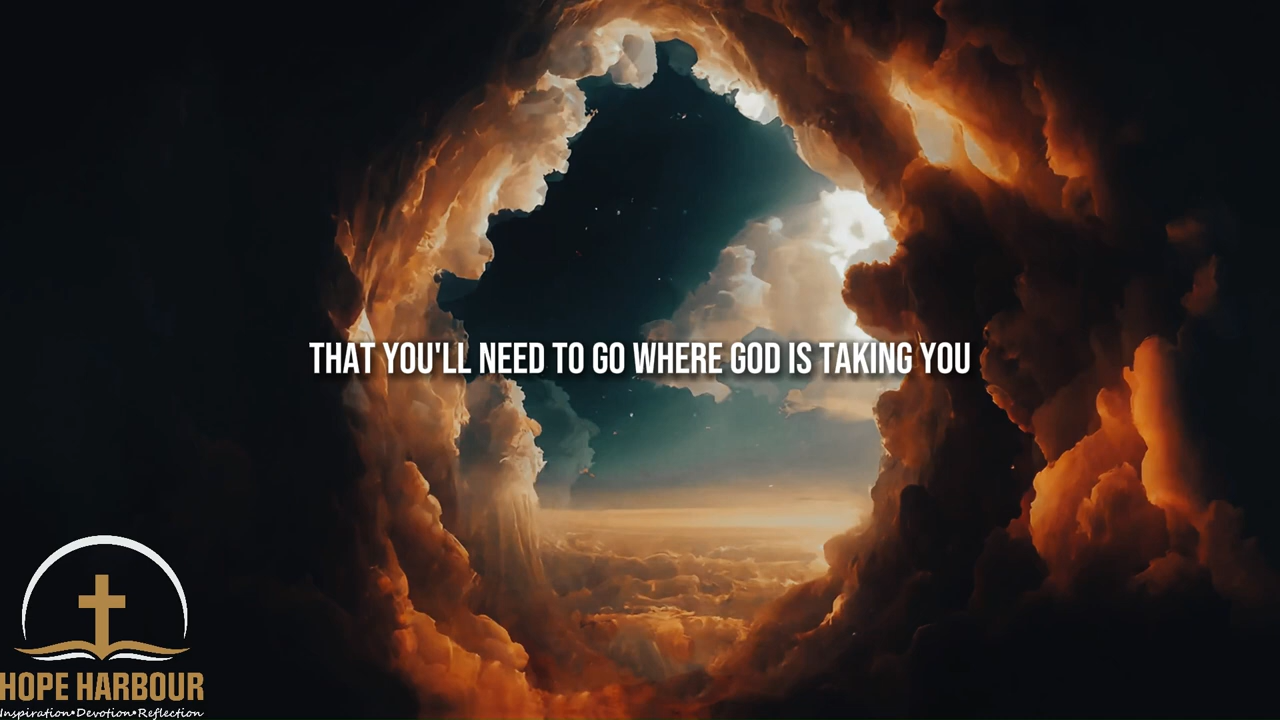 THAT YOU'LL NEED TO GO WHERE GOD IS TAKING YOU
HOPE HARBOUR
Inspiration•Devotion•Reflection